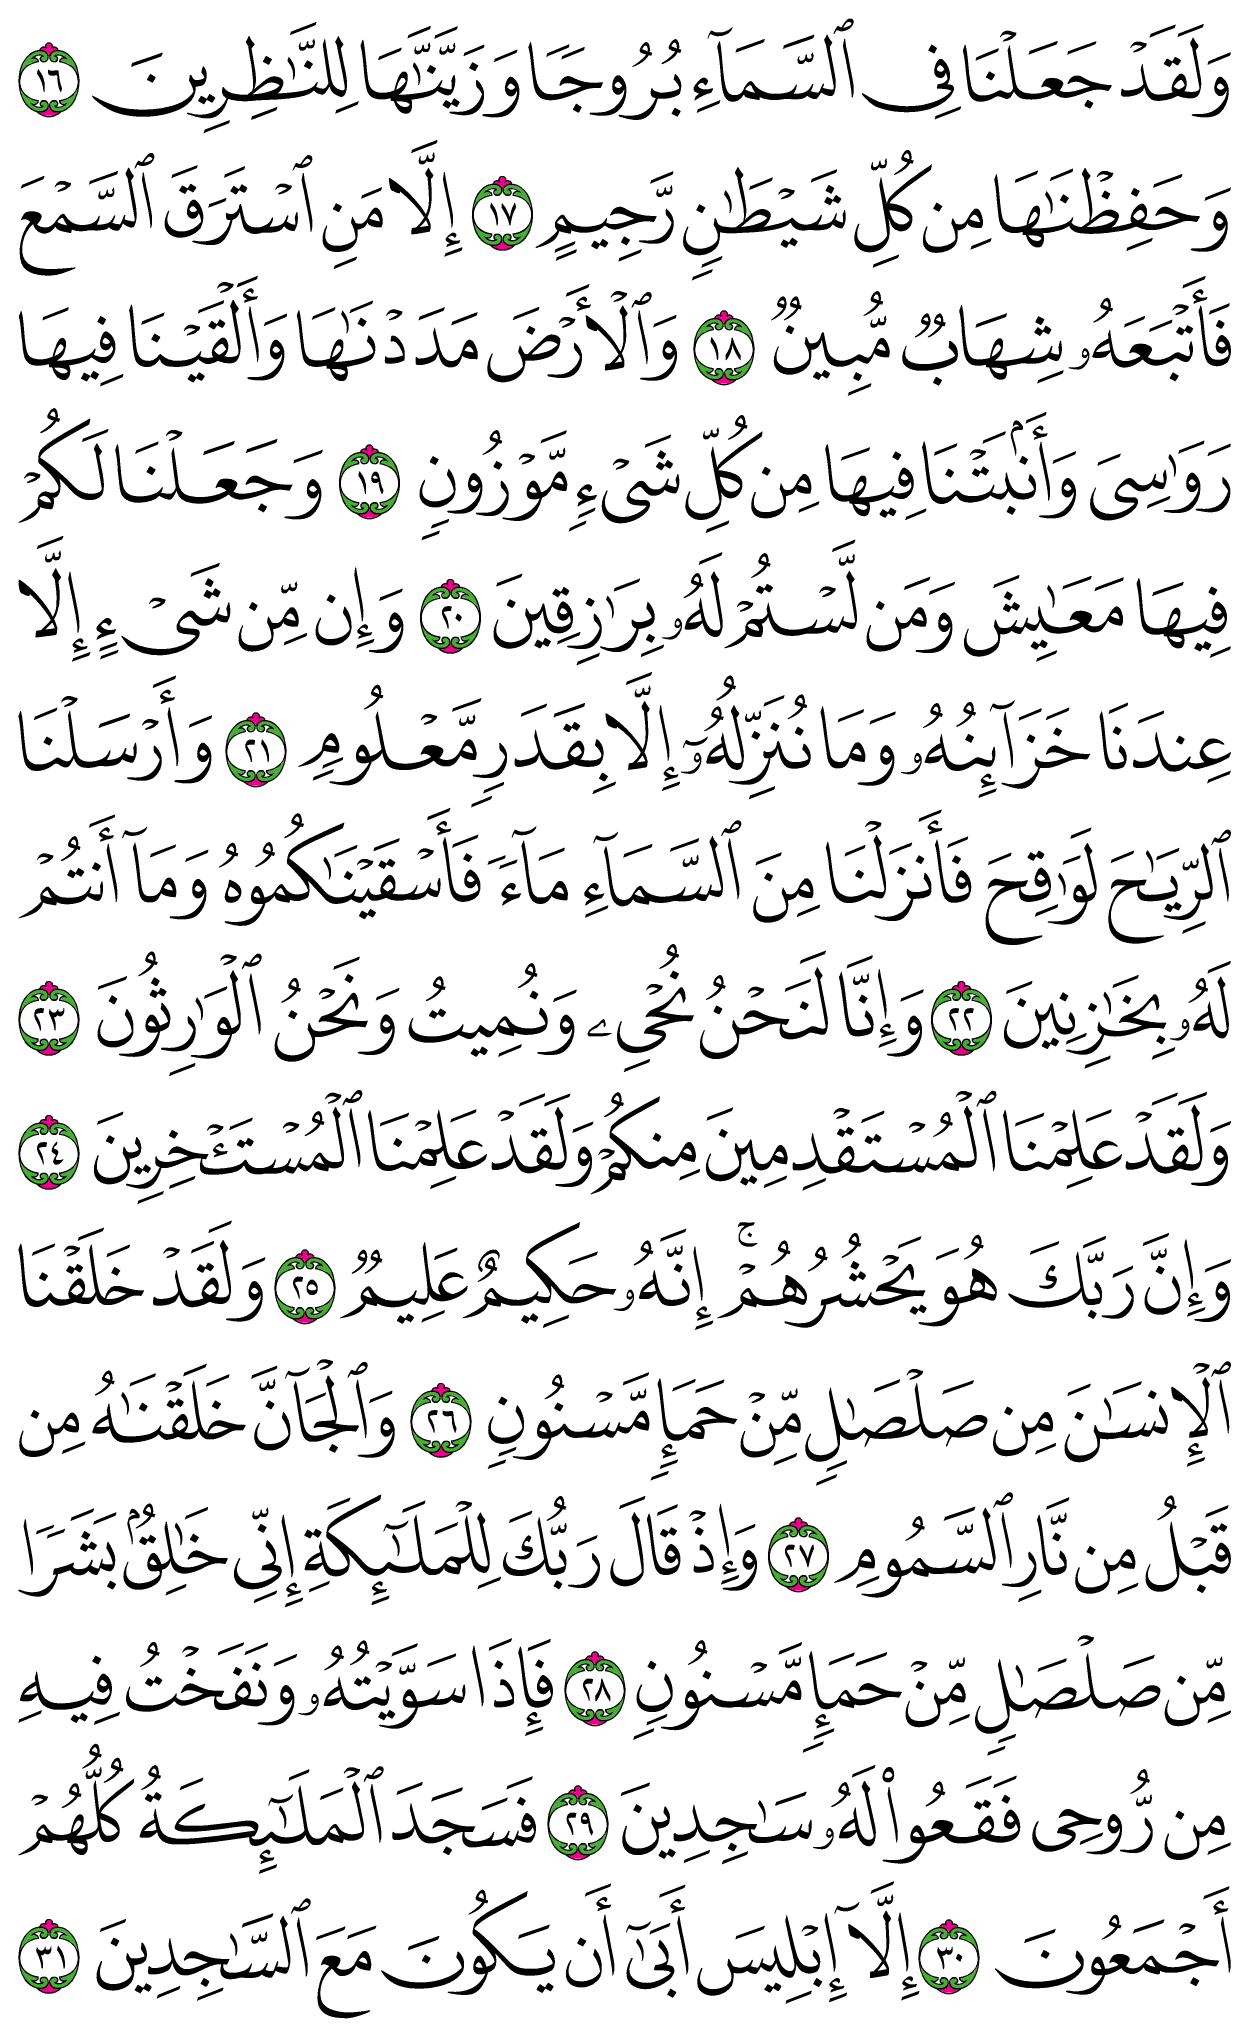 وَلَقَدۡ جَعَلۡنَا فِي ٱلسَّمَآءِ بُرُوجٗا وَزَيَّنَّٰهَا لِلنَّٰظِرِينَ ١٦
وَحَفِظۡنَٰهَا مِن كُلِّ شَيۡطَٰنٖ رَّجِيمٍ ١٧ إِلَّا مَنِ ٱسۡتَرَقَ ٱلسَّمۡعَ
فَأَتۡبَعَهُۥ شِهَابٞ مُّبِينٞ ١٨ وَٱلۡأَرۡضَ مَدَدۡنَٰهَا وَأَلۡقَيۡنَا فِيهَا
رَوَٰسِيَ وَأَنۢبَتۡنَا فِيهَا مِن كُلِّ شَيۡءٖ مَّوۡزُونٖ ١٩ وَجَعَلۡنَا لَكُمۡ
فِيهَا مَعَٰيِشَ وَمَن لَّسۡتُمۡ لَهُۥ بِرَٰزِقِينَ ٢٠ وَإِن مِّن شَيۡءٍ إِلَّا
عِندَنَا خَزَآئِنُهُۥ وَمَا نُنَزِّلُهُۥٓ إِلَّا بِقَدَرٖ مَّعۡلُومٖ ٢١ وَأَرۡسَلۡنَا
ٱلرِّيَٰحَ لَوَٰقِحَ فَأَنزَلۡنَا مِنَ ٱلسَّمَآءِ مَآءٗ فَأَسۡقَيۡنَٰكُمُوهُ وَمَآ أَنتُمۡ
لَهُۥ بِخَٰزِنِينَ ٢٢ وَإِنَّا لَنَحۡنُ نُحۡيِۦ وَنُمِيتُ وَنَحۡنُ ٱلۡوَٰرِثُونَ ٢٣
وَلَقَدۡ عَلِمۡنَا ٱلۡمُسۡتَقۡدِمِينَ مِنكُمۡ وَلَقَدۡ عَلِمۡنَا ٱلۡمُسۡتَـٔۡخِرِينَ ٢٤
وَإِنَّ رَبَّكَ هُوَ يَحۡشُرُهُمۡۚ إِنَّهُۥ حَكِيمٌ عَلِيمٞ ٢٥ وَلَقَدۡ خَلَقۡنَا
ٱلۡإِنسَٰنَ مِن صَلۡصَٰلٖ مِّنۡ حَمَإٖ مَّسۡنُونٖ ٢٦ وَٱلۡجَآنَّ خَلَقۡنَٰهُ مِن
قَبۡلُ مِن نَّارِ ٱلسَّمُومِ ٢٧ وَإِذۡ قَالَ رَبُّكَ لِلۡمَلَٰٓئِكَةِ إِنِّي خَٰلِقُۢ بَشَرٗا
مِّن صَلۡصَٰلٖ مِّنۡ حَمَإٖ مَّسۡنُونٖ ٢٨ فَإِذَا سَوَّيۡتُهُۥ وَنَفَخۡتُ فِيهِ
مِن رُّوحِي فَقَعُواْ لَهُۥ سَٰجِدِينَ ٢٩ فَسَجَدَ ٱلۡمَلَٰٓئِكَةُ كُلُّهُمۡ
أَجۡمَعُونَ ٣٠ إِلَّآ إِبۡلِيسَ أَبَىٰٓ أَن يَكُونَ مَعَ ٱلسَّٰجِدِينَ ٣١